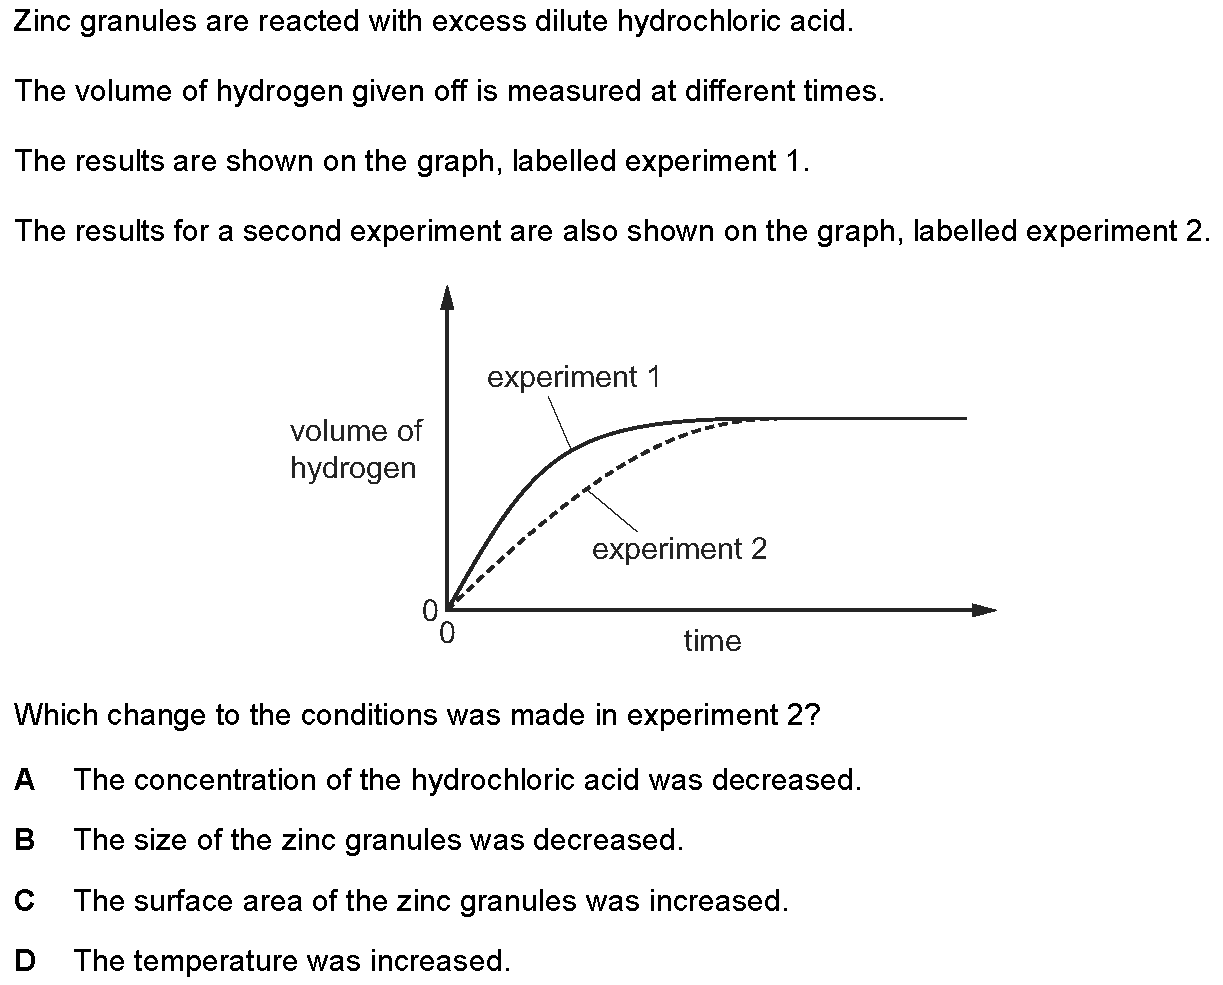 Zinc granules are reacted with excess dilute hydrochloric acid.
The volume of hydrogen given off is measured at different times.
The results are shown on the graph, labelled experiment 1.
The results for a second experiment are also shown on the graph, labelled experiment 2.
experiment 1
volume of
hydrogen
experiment 2
0
0
time
Which change to the conditions was made in experiment 2?
A The concentration of the hydrochloric acid was decreased.
B The size of the zinc granules was decreased.
C The surface area of the zinc granules was increased.
D The temperature was increased.